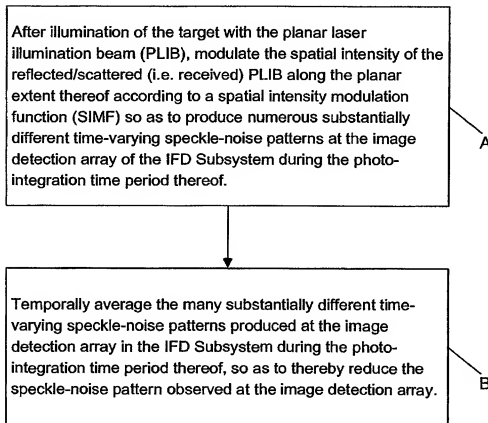 After illumination of the target with the planar laser
illumination beam (PLIB), modulate the spatial intensity of the
reflected/scattered (i.e. received) PLIB along the planar
extent thereof according to a spatial intensity modulation
function (SIMF) so as to produce numerous substantially
different time-varying speckle-noise patterns at the image
detection array of the IFD Subsystem during the photo-
integration time period thereof.
A
Temporally average the many substantially different time-
varying speckle-noise patterns produced at the image
detection array in the IFD Subsystem during the photo-
integration time period thereof, so as to thereby reduce the
speckle-noise pattern observed at the image detection array.
B